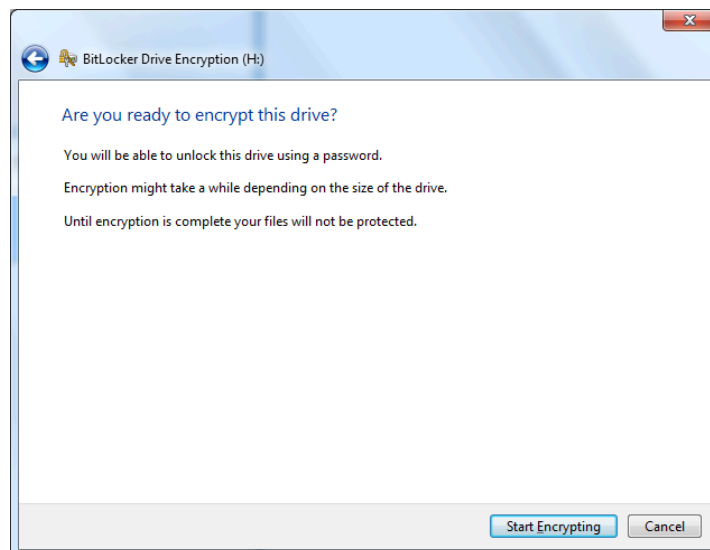 BitLocker Drive Encryption (H:)
Are you ready to encrypt this drive?
You will be able to unlock this drive using a password.
Encryption might take a while depending on the size of the drive.
Until encryption is complete your files will not be protected.
Start Encrypting
Cancel